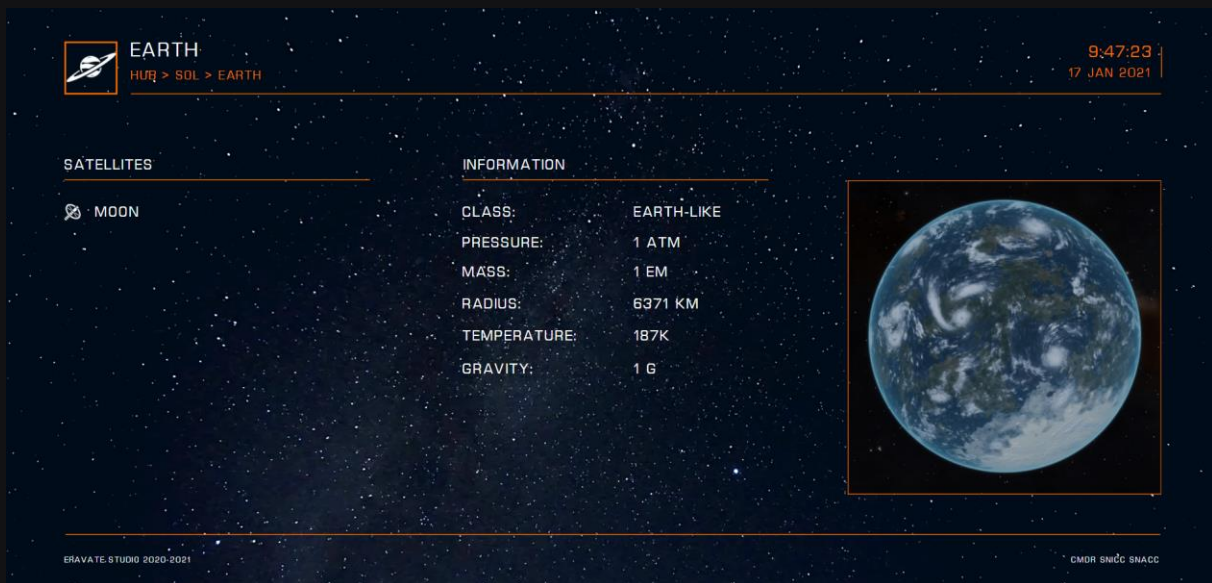 EARTH
HUB > SOL > EARTH
9:47:23
17 JAN 2021
SATELLITES
MOON
INFORMATION
CLASS: EARTH-LIKE
PRESSURE: 1 ATM
MASS: 1 EM
RADIUS: 6371 KM
TEMPERATURE: 187K
GRAVITY: 1 G
ERAVATE.STUDIO 2020-2021
CMDR SNICC SNACC